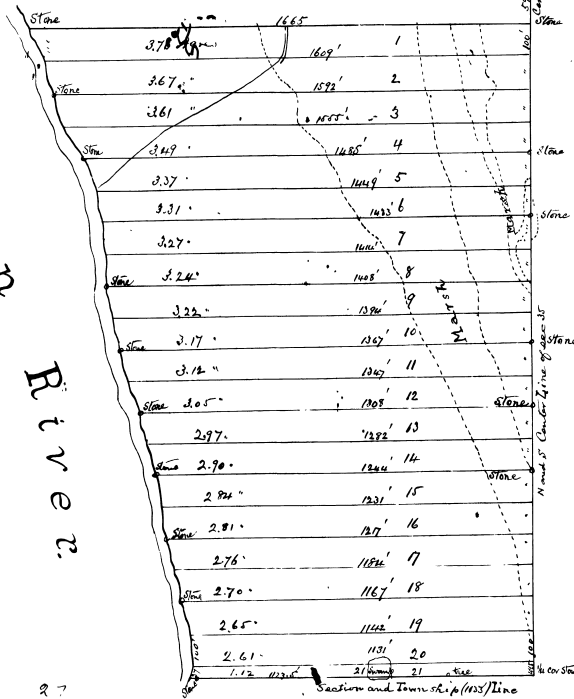 Stone 1665 Stone
3.78 Acres 1
100'
1609'
3.67 " 2
Stone 1592'
3.61 " 3
1555'
3.49 4
Stone 1485' Stone
3.37 5
1449'
3.31 6
1433' Stone
3.27 7
Marsh
3.24 " 8
Stone 1408'
3.22 9
1394'
Marsh
3.17 10
Stone 1367' Stone
3.12 " 11
1347'
3.05 12
Stone 1308' Stone
2.97 13
1282'
2.90 14
Stone 1244' Stone
2.84 " 15
1231'
2.81 16
Stone 1217'
2.76 17
1184'
2.70 18
Stone 1167'
2.65 19
1142'
2.61 20
1131'
100'
1.12 21 Swamp 21
Section and Township Line
N and S Center Line of sec 35
River